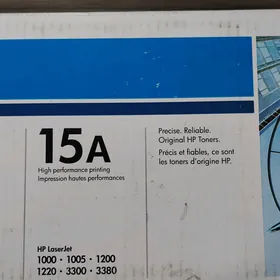 15A
High performance printing
Impression hautes performances
Precise. Reliable.
Original HP Toners.
Précis et fiables, ce sont
les toners d'origine HP.
HP LaserJet
1000 • 1005 • 1200
1220 • 3300 • 3380